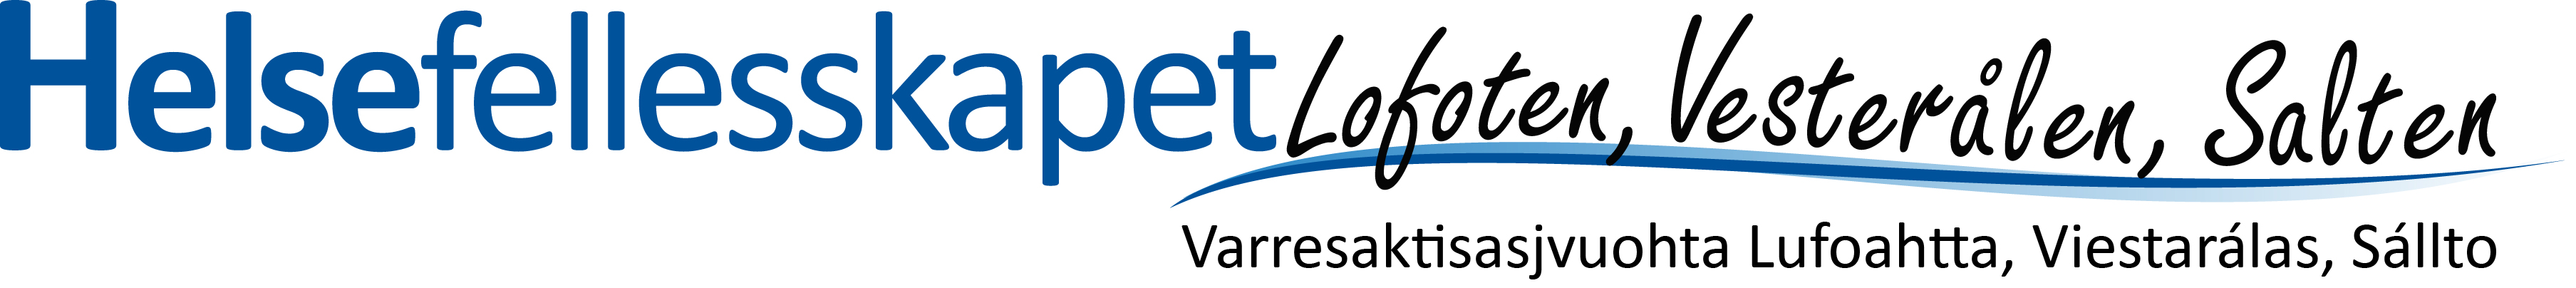 Helsefellesskapet Lofoten, Vesterålen, Salten
Varresaktisasjvuohta Lufoahtta, Viestarálas, Sállto